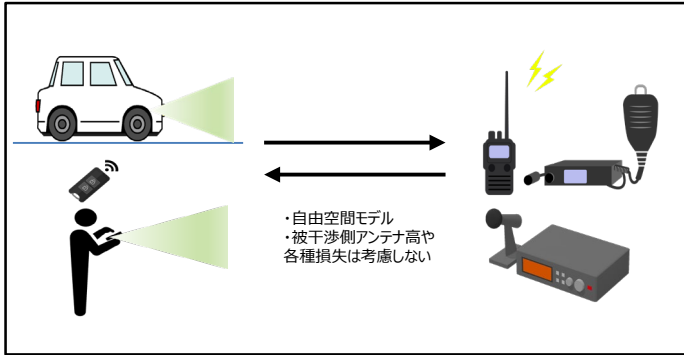 ・自由空間モデル
・被干渉側アンテナ高や
各種損失は考慮しない